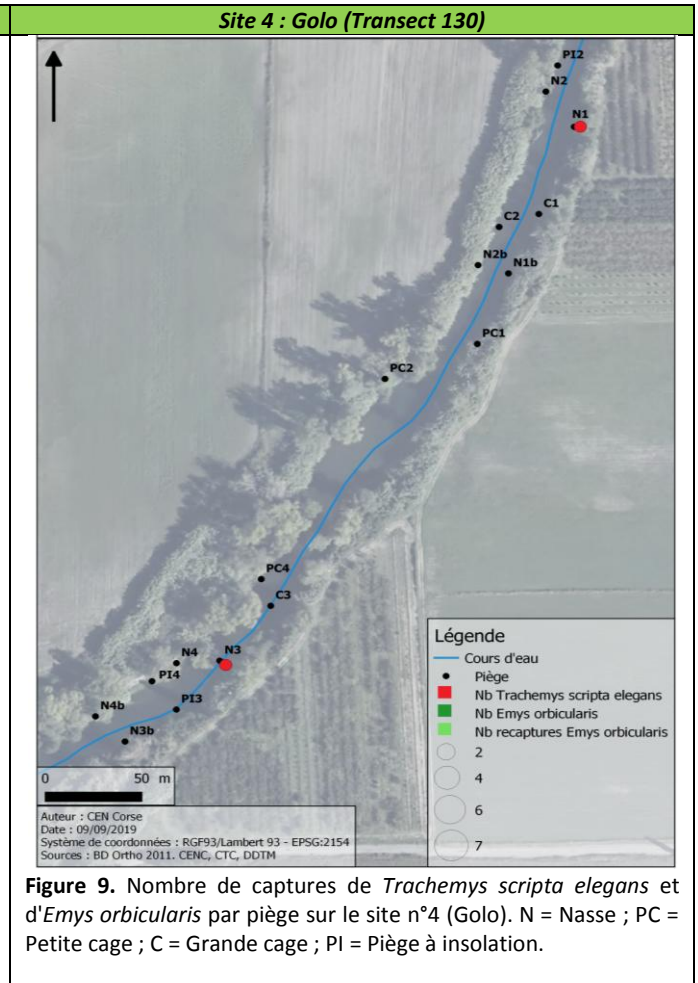 Site 4 : Golo (Transect 130)
PI2
N2
N1
C1
C2
N2b
N1b
PC1
PC2
PC4
C3
N4
N3
PI4
PI3
N4b
N3b
0 50 m
Auteur : CEN Corse
Date : 09/09/2019
Système de coordonnées : RGF93/Lambert 93 - EPSG:2154
Sources : BD Ortho 2011. CENC, CTC, DDTM
Légende
Cours d'eau
Piège
Nb Trachemys scripta elegans
Nb Emys orbicularis
Nb recaptures Emys orbicularis
2
4
6
7
Figure 9. Nombre de captures de Trachemys scripta elegans et
d'Emys orbicularis par piège sur le site n°4 (Golo). N = Nasse ; PC =
Petite cage ; C = Grande cage ; PI = Piège à insolation.